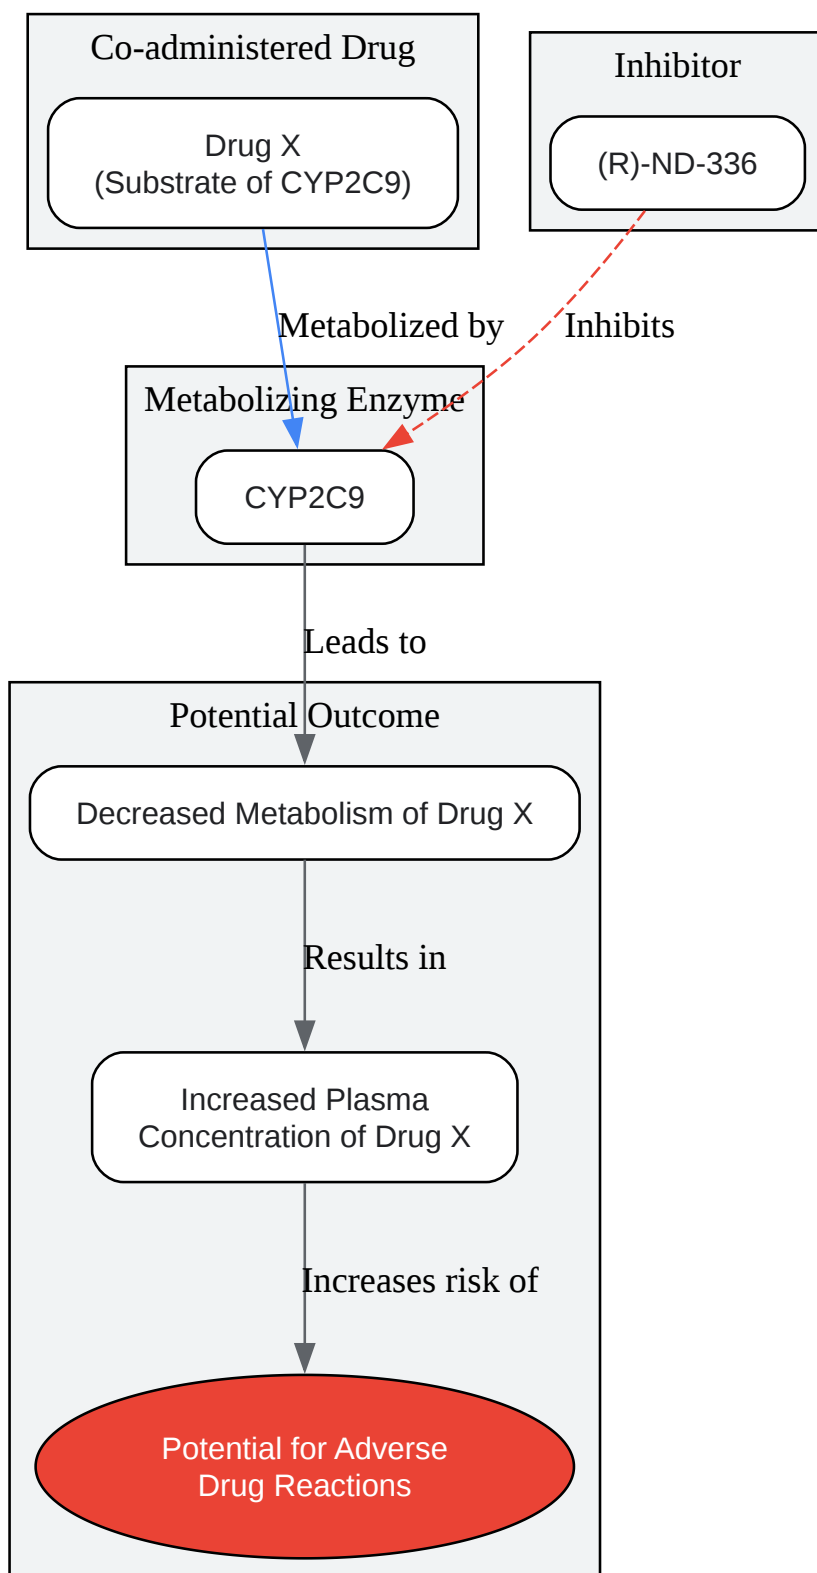 Co-administered Drug
Drug X
(Substrate of CYP2C9)
Inhibitor
(R)-ND-336
Metabolized by
Inhibits
Metabolizing Enzyme
CYP2C9
Leads to
Potential Outcome
Decreased Metabolism of Drug X
Results in
Increased Plasma
Concentration of Drug X
Increases risk of
Potential for Adverse
Drug Reactions